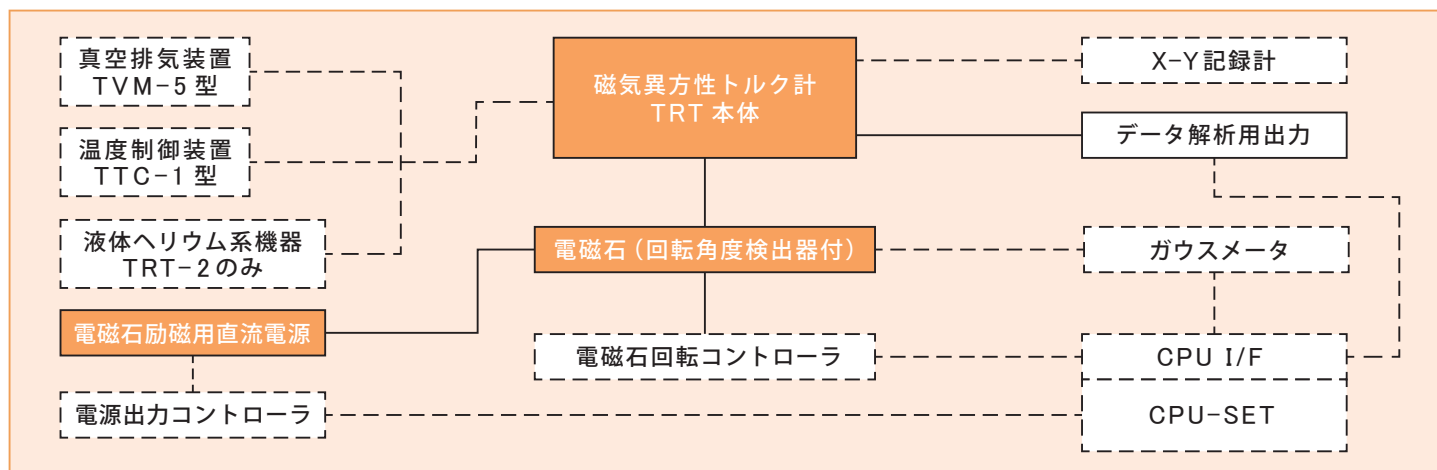 真空排気装置
TVM-5型
磁気異方性トルク計
TRT 本体
X-Y記録計
データ解析用出力
温度制御装置
TTC-1型
液体ヘリウム系機器
TRT-2のみ
電磁石(回転角度検出器付)
ガウスメータ
電磁石励磁用直流電源
電磁石回転コントローラ
CPU I/F
電源出力コントローラ
CPU-SET